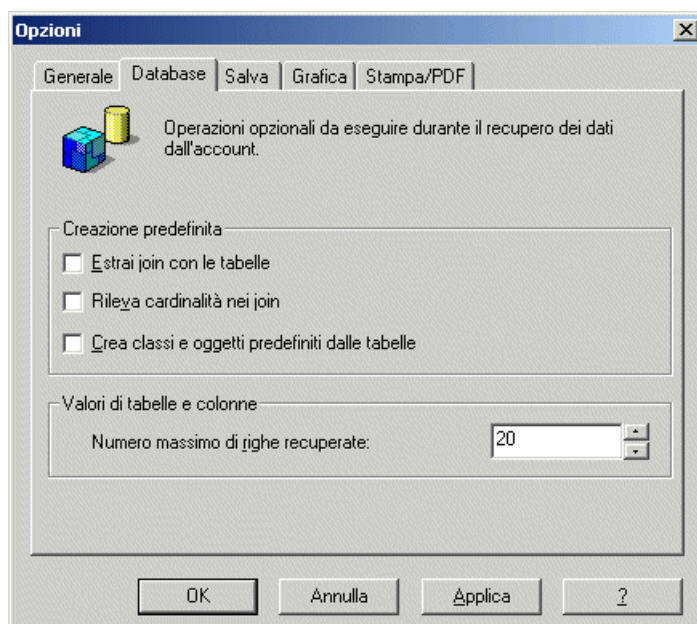 Opzioni
Generale Database Salva Grafica Stampa/PDF
Operazioni opzionali da eseguire durante il recupero dei dati
dall'account.
Creazione predefinita
Estrai join con le tabelle
Rileva cardinalità nei join
Crea classi e oggetti predefiniti dalle tabelle
Valori di tabelle e colonne
Numero massimo di righe recuperate: 20
OK Annulla Applica ?